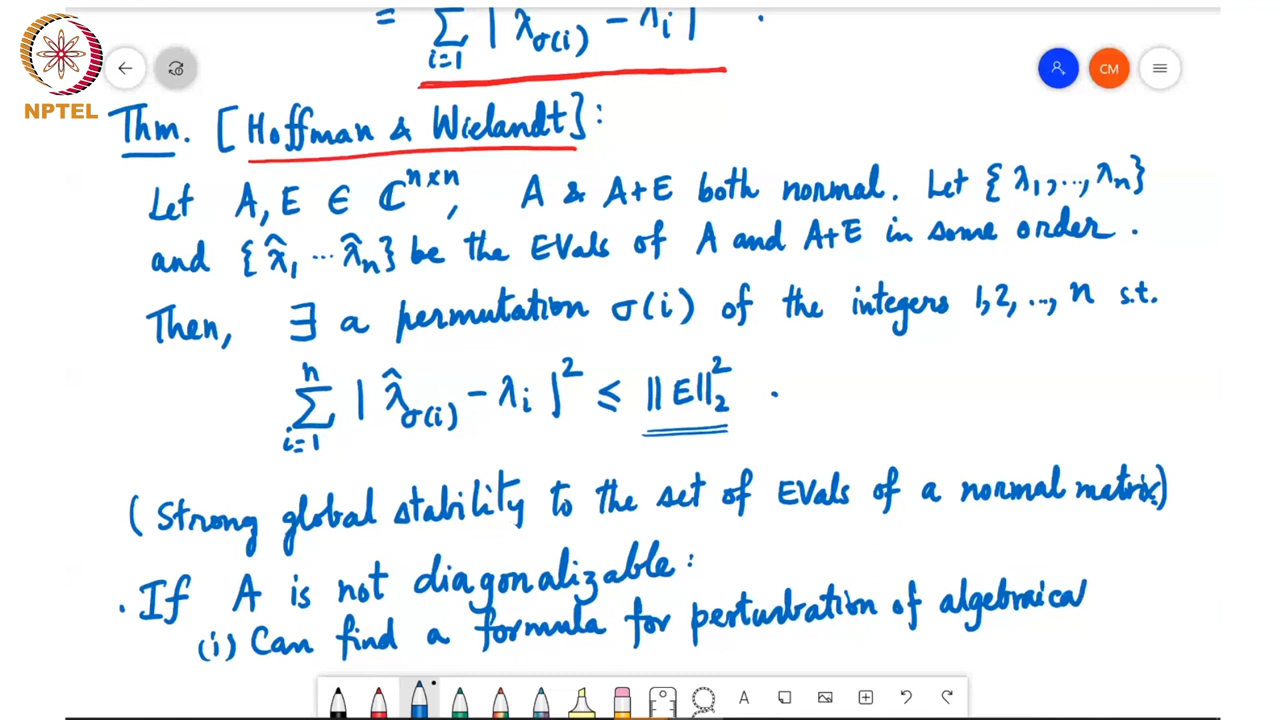 = Σ_{i=1} | λ_{σ(i)} - λ_i | .
NPTEL
CM
Thm. [Hoffman & Wielandt]:
Let A, E ∈ ℂ^{n×n}, A & A+E both normal. Let {λ_1, .., λ_n}
and {λ̂_1 ... λ̂_n} be the EVals of A and A+E in some order.
Then, ∃ a permutation σ(i) of the integers 1, 2, .., n s.t.
Σ_{i=1}^{n} | λ̂_{σ(i)} - λ_i |^2 ≤ ||E||_2^2 .
(Strong global stability to the set of EVals of a normal matrix)
. If A is not diagonalizable:
(i) Can find a formula for perturbation of algebraical
A